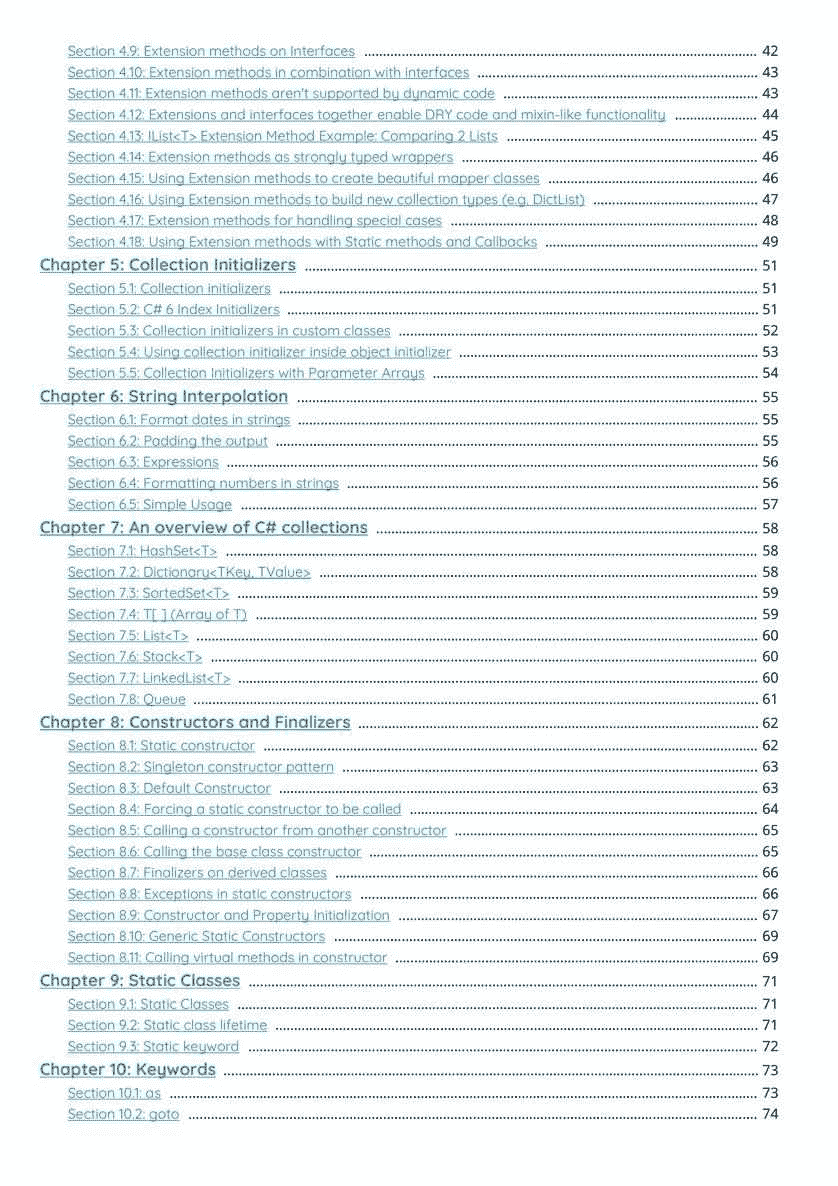 Section 4.9: Extension methods on Interfaces ........ 42
Section 4.10: Extension methods in combination with interfaces ........ 43
Section 4.11: Extension methods aren't supported by dynamic code ........ 43
Section 4.12: Extensions and interfaces together enable DRY code and mixin-like functionality ........ 44
Section 4.13: IList<T> Extension Method Example: Comparing 2 Lists ........ 45
Section 4.14: Extension methods as strongly typed wrappers ........ 46
Section 4.15: Using Extension methods to create beautiful mapper classes ........ 46
Section 4.16: Using Extension methods to build new collection types (e.g. DictList) ........ 47
Section 4.17: Extension methods for handling special cases ........ 48
Section 4.18: Using Extension methods with Static methods and Callbacks ........ 49
Chapter 5: Collection Initializers ........ 51
Section 5.1: Collection initializers ........ 51
Section 5.2: C# 6 Index Initializers ........ 51
Section 5.3: Collection initializers in custom classes ........ 52
Section 5.4: Using collection initializer inside object initializer ........ 53
Section 5.5: Collection Initializers with Parameter Arrays ........ 54
Chapter 6: String Interpolation ........ 55
Section 6.1: Format dates in strings ........ 55
Section 6.2: Padding the output ........ 55
Section 6.3: Expressions ........ 56
Section 6.4: Formatting numbers in strings ........ 56
Section 6.5: Simple Usage ........ 57
Chapter 7: An overview of C# collections ........ 58
Section 7.1: HashSet<T> ........ 58
Section 7.2: Dictionary<TKey, TValue> ........ 58
Section 7.3: SortedSet<T> ........ 59
Section 7.4: T[ ] (Array of T) ........ 59
Section 7.5: List<T> ........ 60
Section 7.6: Stack<T> ........ 60
Section 7.7: LinkedList<T> ........ 60
Section 7.8: Queue ........ 61
Chapter 8: Constructors and Finalizers ........ 62
Section 8.1: Static constructor ........ 62
Section 8.2: Singleton constructor pattern ........ 63
Section 8.3: Default Constructor ........ 63
Section 8.4: Forcing a static constructor to be called ........ 64
Section 8.5: Calling a constructor from another constructor ........ 65
Section 8.6: Calling the base class constructor ........ 65
Section 8.7: Finalizers on derived classes ........ 66
Section 8.8: Exceptions in static constructors ........ 66
Section 8.9: Constructor and Property Initialization ........ 67
Section 8.10: Generic Static Constructors ........ 69
Section 8.11: Calling virtual methods in constructor ........ 69
Chapter 9: Static Classes ........ 71
Section 9.1: Static Classes ........ 71
Section 9.2: Static class lifetime ........ 71
Section 9.3: Static keyword ........ 72
Chapter 10: Keywords ........ 73
Section 10.1: as ........ 73
Section 10.2: goto ........ 74